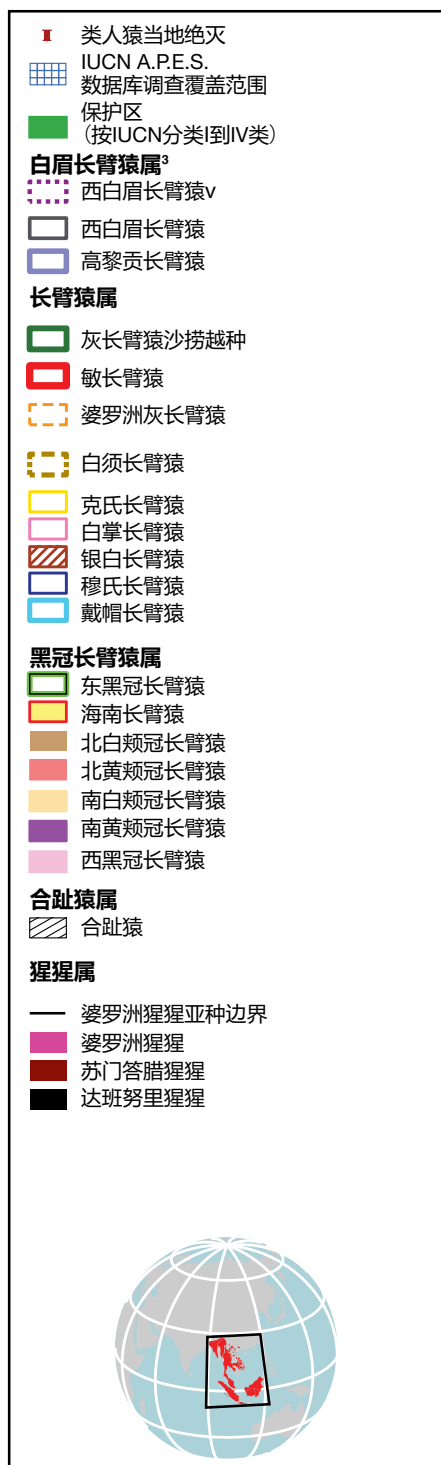 类人猿当地绝灭
IUCN A.P.E.S.
数据库调查覆盖范围
保护区
（按IUCN分类I到IV类）
白眉长臂猿属³
西白眉长臂猿v
西白眉长臂猿
高黎贡长臂猿
长臂猿属
灰长臂猿沙捞越种
敏长臂猿
婆罗洲灰长臂猿
白须长臂猿
克氏长臂猿
白掌长臂猿
银白长臂猿
穆氏长臂猿
戴帽长臂猿
黑冠长臂猿属
东黑冠长臂猿
海南长臂猿
北白颊冠长臂猿
北黄颊冠长臂猿
南白颊冠长臂猿
南黄颊冠长臂猿
西黑冠长臂猿
合趾猿属
合趾猿
猩猩属
婆罗洲猩猩亚种边界
婆罗洲猩猩
苏门答腊猩猩
达班努里猩猩